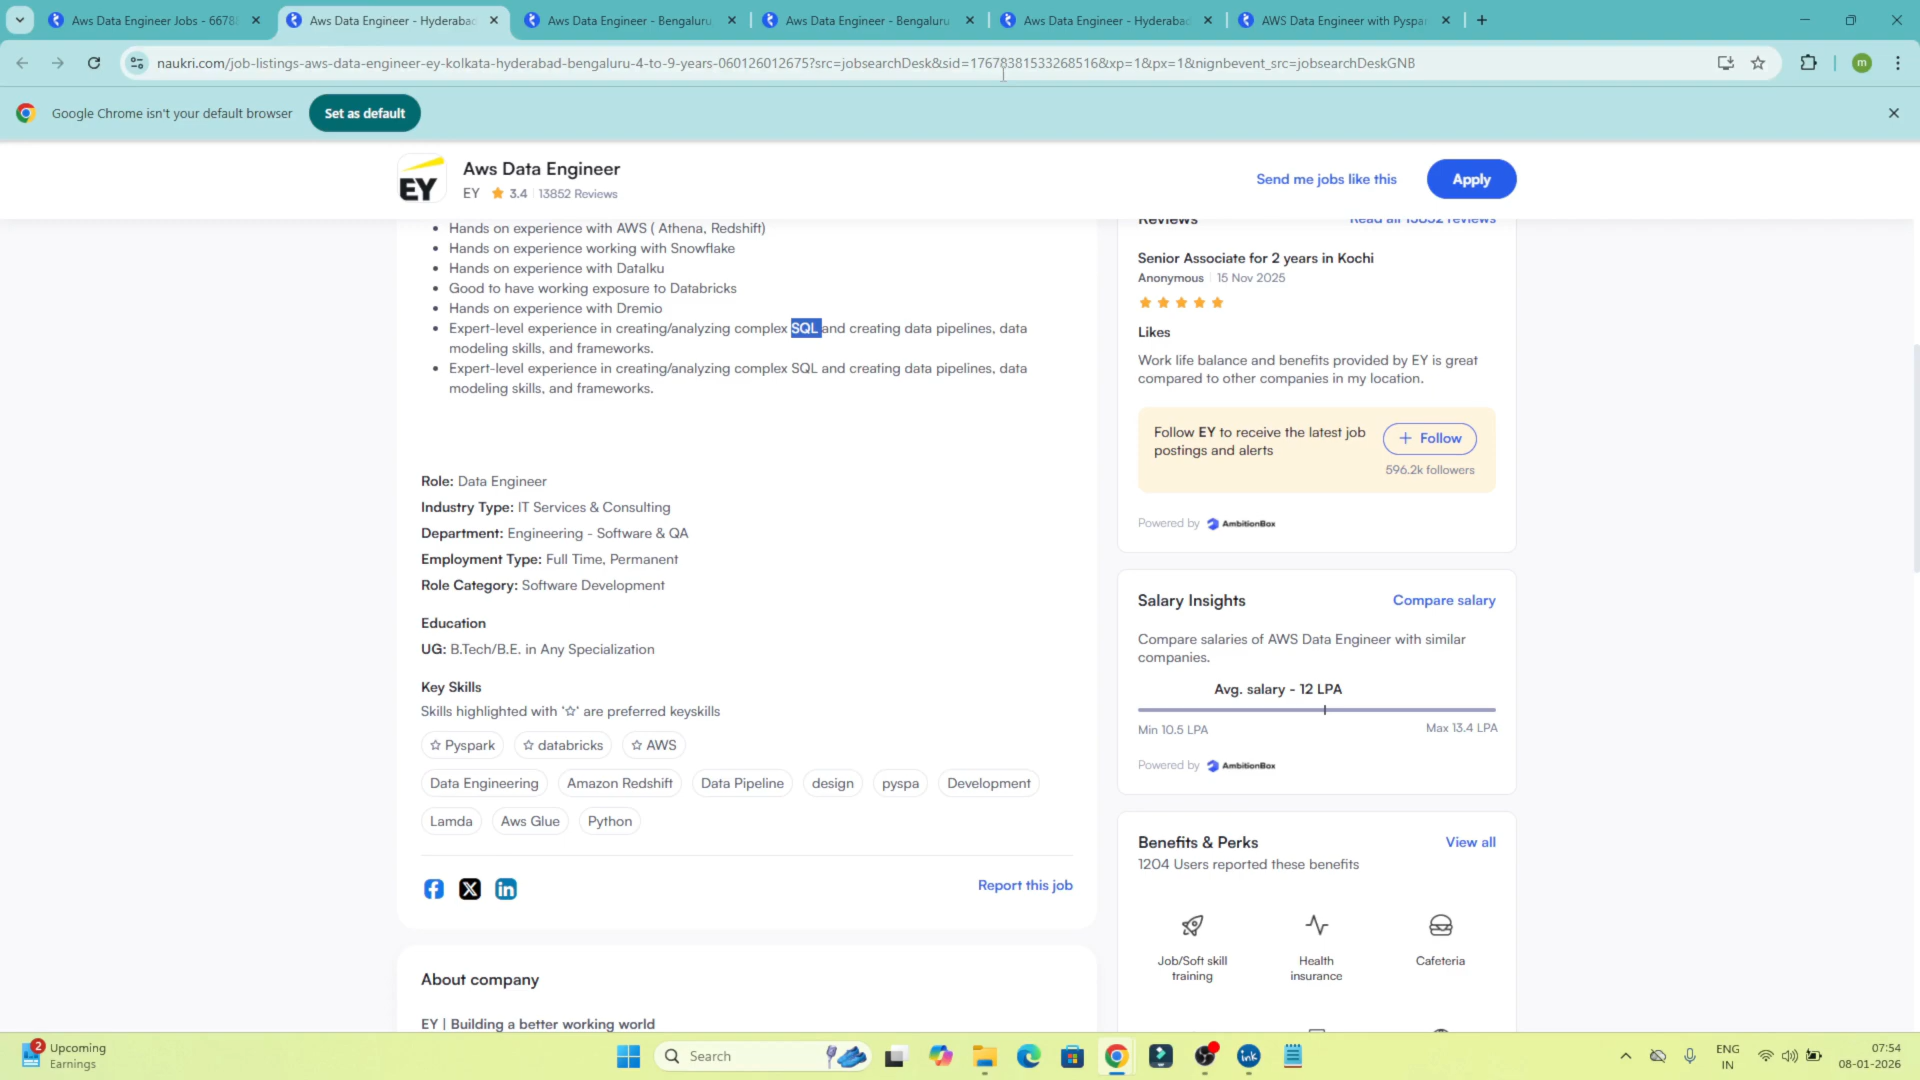 Aws Data Engineer Jobs - 6678
Aws Data Engineer - Hyderabad
Aws Data Engineer - Bengaluru
Aws Data Engineer - Bengaluru
Aws Data Engineer - Hyderabad
AWS Data Engineer with Pyspar
naukri.com/job-listings-aws-data-engineer-ey-kolkata-hyderabad-bengaluru-4-to-9-years-060126012675?src=jobsearchDesk&sid=17678381533268516&xp=1&px=1&nignbevent_src=jobsearchDeskGNB
m
Google Chrome isn't your default browser
Set as default
EY
Aws Data Engineer
EY 3.4 13852 Reviews
Send me jobs like this
Apply
Hands on experience with AWS ( Athena, Redshift)
Hands on experience working with Snowflake
Hands on experience with DataIku
Good to have working exposure to Databricks
Hands on experience with Dremio
Expert-level experience in creating/analyzing complex SQL and creating data pipelines, data
modeling skills, and frameworks.
Expert-level experience in creating/analyzing complex SQL and creating data pipelines, data
modeling skills, and frameworks.
Role: Data Engineer
Industry Type: IT Services & Consulting
Department: Engineering - Software & QA
Employment Type: Full Time, Permanent
Role Category: Software Development
Education
UG: B.Tech/B.E. in Any Specialization
Key Skills
Skills highlighted with '☆' are preferred keyskills
☆ Pyspark ☆ databricks ☆ AWS
Data Engineering Amazon Redshift Data Pipeline design pyspa Development
Lamda Aws Glue Python
Report this job
About company
EY | Building a better working world
Reviews Read all 13852 reviews
Senior Associate for 2 years in Kochi
Anonymous 15 Nov 2025
Likes
Work life balance and benefits provided by EY is great
compared to other companies in my location.
Follow EY to receive the latest job
postings and alerts
+ Follow
596.2k followers
Powered by AmbitionBox
Salary Insights
Compare salary
Compare salaries of AWS Data Engineer with similar
companies.
Avg. salary - 12 LPA
Min 10.5 LPA
Max 13.4 LPA
Powered by AmbitionBox
Benefits & Perks
View all
1204 Users reported these benefits
Job/Soft skill
training
Health
insurance
Cafeteria
2
Upcoming
Earnings
Search
ink
ENG
IN
07:54
08-01-2026